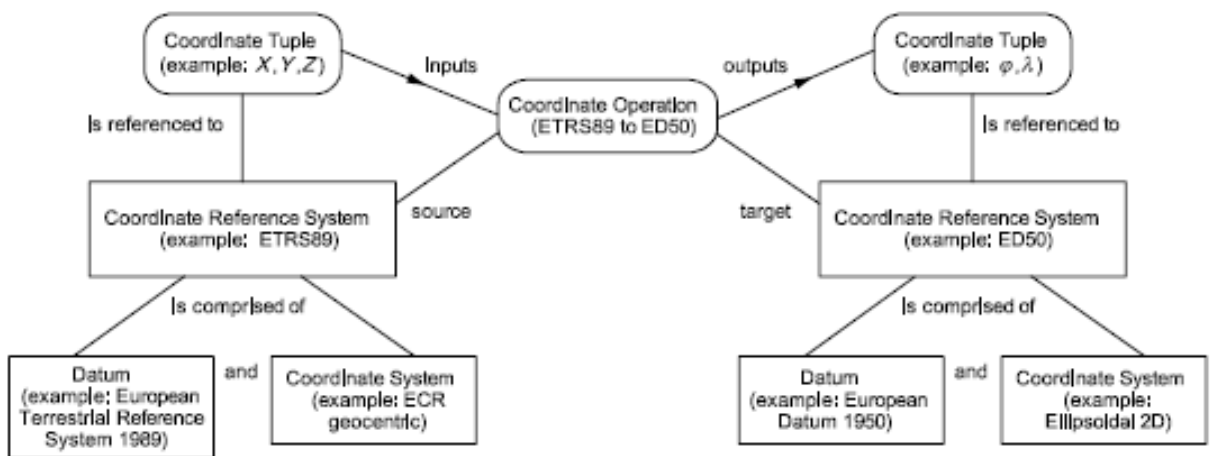 Coordinate Tuple
(example: X,Y,Z)
Inputs
outputs
Coordinate Tuple
(example: φ,λ)
Coordinate Operation
(ETRS89 to ED50)
Is referenced to
Is referenced to
Coordinate Reference System
(example: ETRS89)
source
target
Coordinate Reference System
(example: ED50)
Is comprised of
Is comprised of
Datum
(example: European
Terrestrial Reference
System 1989)
and
Coordinate System
(example: ECR
geocentric)
Datum
(example: European
Datum 1950)
and
Coordinate System
(example:
Ellipsoidal 2D)